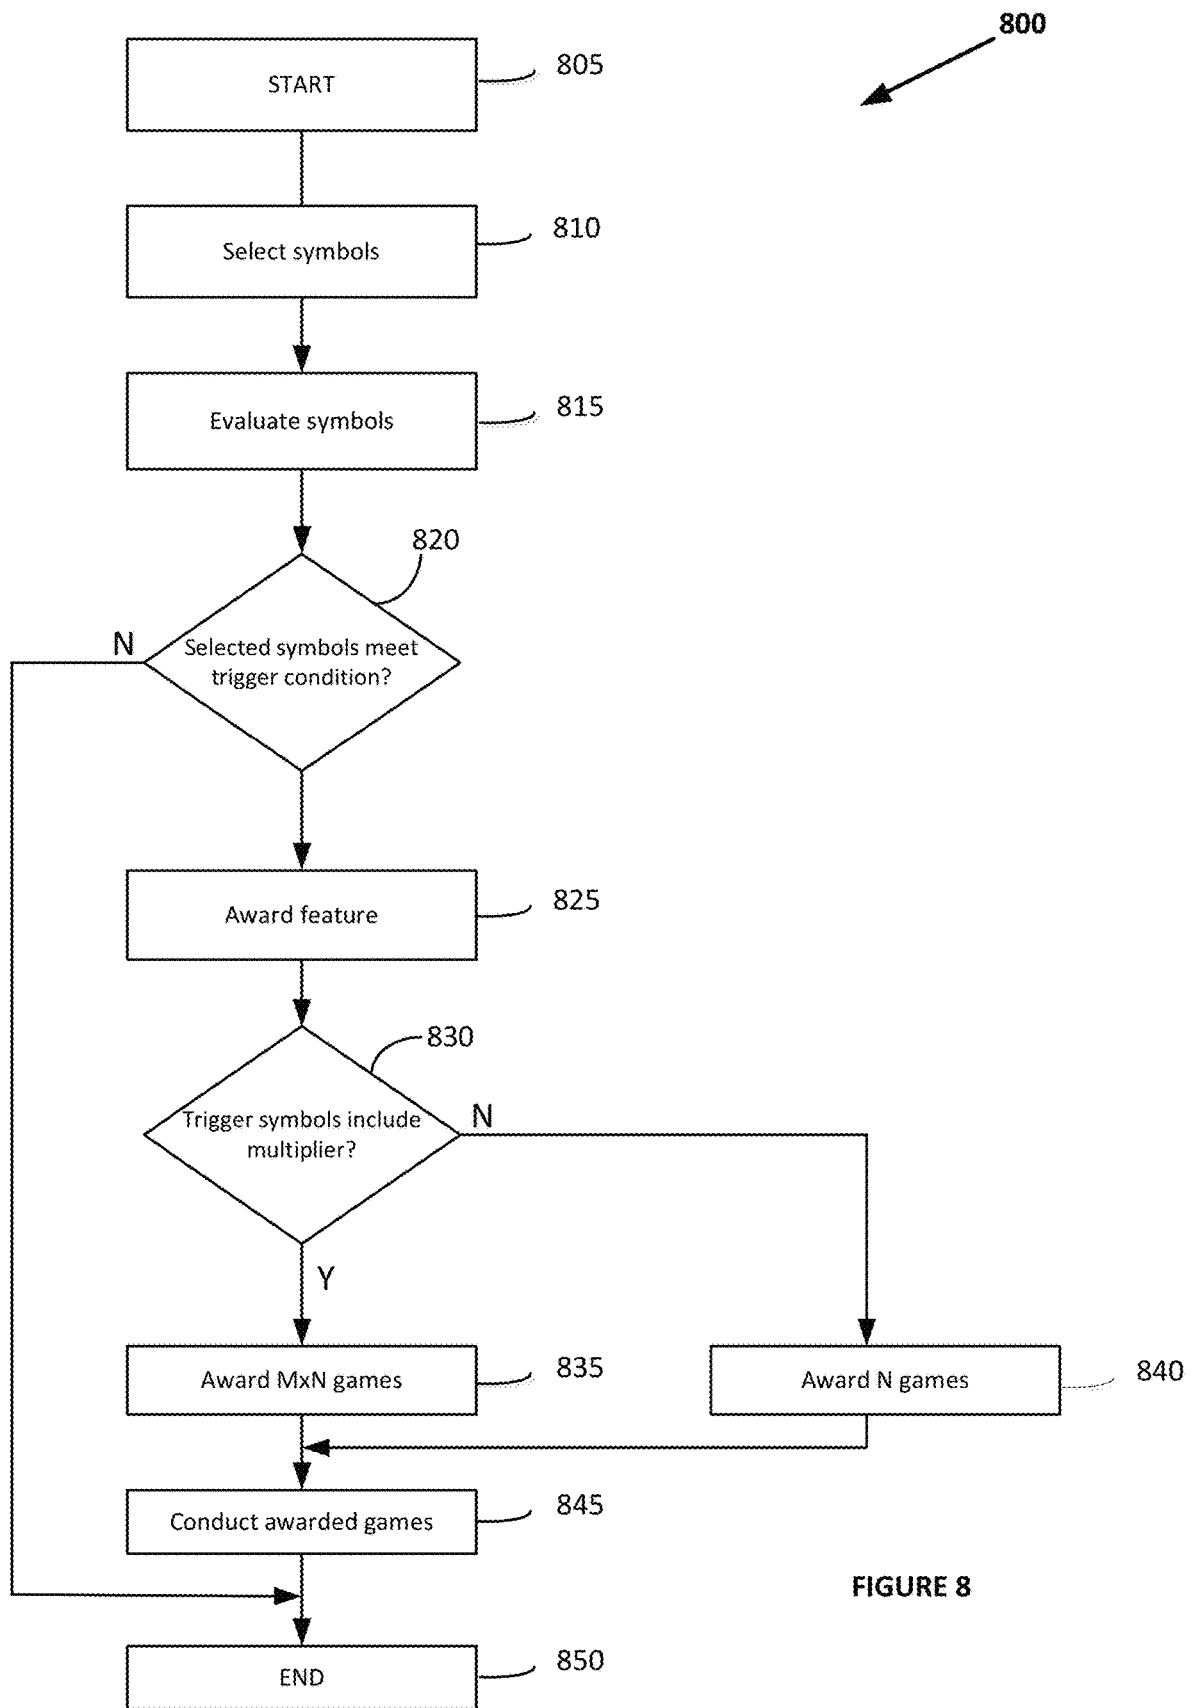 800
START
805
Select symbols
810
Evaluate symbols
815
820
N
Selected symbols meet
trigger condition?
Award feature
825
830
Trigger symbols include
multiplier?
N
Y
Award MxN games
835
Award N games
840
Conduct awarded games
845
FIGURE 8
END
850